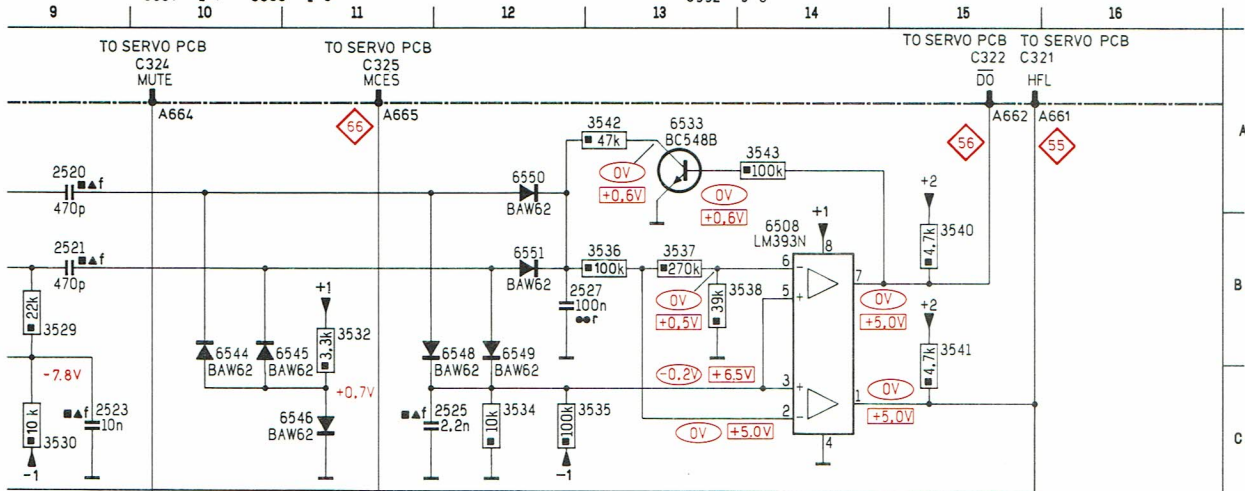 9 10 11 12 13 14 15 16
TO SERVO PCB
C324
MUTE
TO SERVO PCB
C325
MCES
TO SERVO PCB
C322
DO
TO SERVO PCB
C321
HFL
A664
A665
A662
A661
A
66
56
55
3542
47k
6533
BC548B
3543
100k
0V
+0,6V
0V
+0,6V
2520
▲f
470p
6550
BAW62
+2
3540
4,7k
6508
LM393N
+1
8
2521
▲f
470p
6551
BAW62
3536
100k
3537
270k
6
-
5
+
7
B
22k
3529
2527
100n
r
0V
+0,5V
3538
39k
0V
+5,0V
+1
3532
3,3k
+2
3541
4,7k
6544
BAW62
6545
BAW62
6548
BAW62
6549
BAW62
-7.8V
+0,7V
-0.2V
+6.5V
3
+
2
-
1
0V
+5,0V
0V
+5.0V
10k
3530
-1
▲f
2523
10n
6546
BAW62
▲f
2525
2,2n
3534
10k
3535
100k
-1
4
C